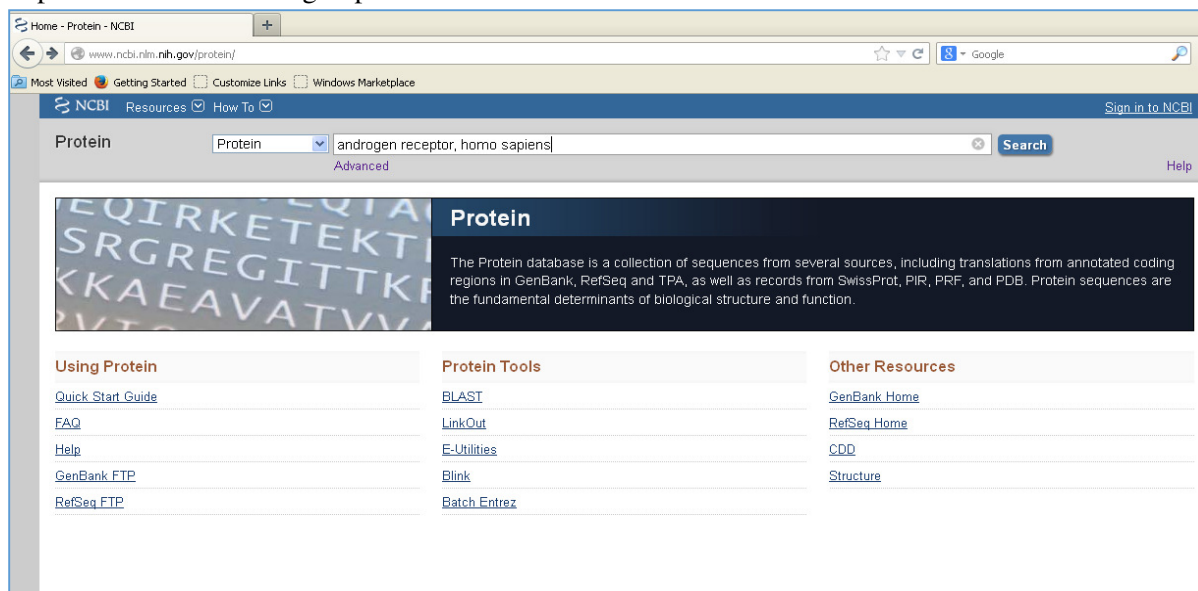 Home - Protein - NCBI
www.ncbi.nlm.nih.gov/protein/
Google
Most Visited Getting Started Customize Links Windows Marketplace
NCBI Resources How To Sign in to NCBI
Protein Protein androgen receptor, homo sapiens Search
Advanced Help
EQIRKETEKT
SRGREGITTK
KKAEAVATVV
Protein
The Protein database is a collection of sequences from several sources, including translations from annotated coding
regions in GenBank, RefSeq and TPA, as well as records from SwissProt, PIR, PRF, and PDB. Protein sequences are
the fundamental determinants of biological structure and function.
Using Protein Protein Tools Other Resources
Quick Start Guide BLAST GenBank Home
FAQ LinkOut RefSeq Home
Help E-Utilities CDD
GenBank FTP Blink Structure
RefSeq FTP Batch Entrez